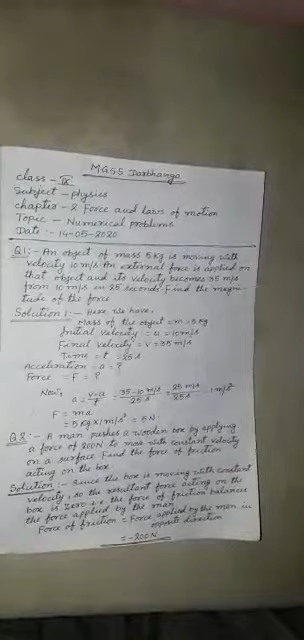 MGSS Darbhanga
class - IX
Subject - physics
chapter - 2 Force and laws of motion
Topic - Numerical problems
Date :- 14-05-2020
Q1:- An object of mass 5 kg is moving with
velocity 10 m/s. An external force is applied on
that object and its velocity becomes 35 m/s
from 10 m/s in 25 seconds. Find the magni-
tude of the force
Solution 1:- Here We have,
Mass of the object = m = 5 kg
Initial velocity = u = 10 m/s
Final velocity = v = 35 m/s
Time = t = 25 s
Acceleration = a = ?
Force = F = ?
Now, a = v-u/t = 35-10 m/s/25 s = 25 m/s/25 s = 1 m/s²
∴ F = ma
= 5 kg x 1 m/s² = 5N.
Q2:- A man pushes a wooden box by applying
a force of 200N to move with constant velocity
on a surface. Find the force of friction
acting on the box.
Solution:- Since the box is moving with constant
velocity, so the resultant force acting on the
box is zero i.e. the force of friction balances
the force applied by the man.
Force of friction = Force applied by the man in
opposite direction
= -200N